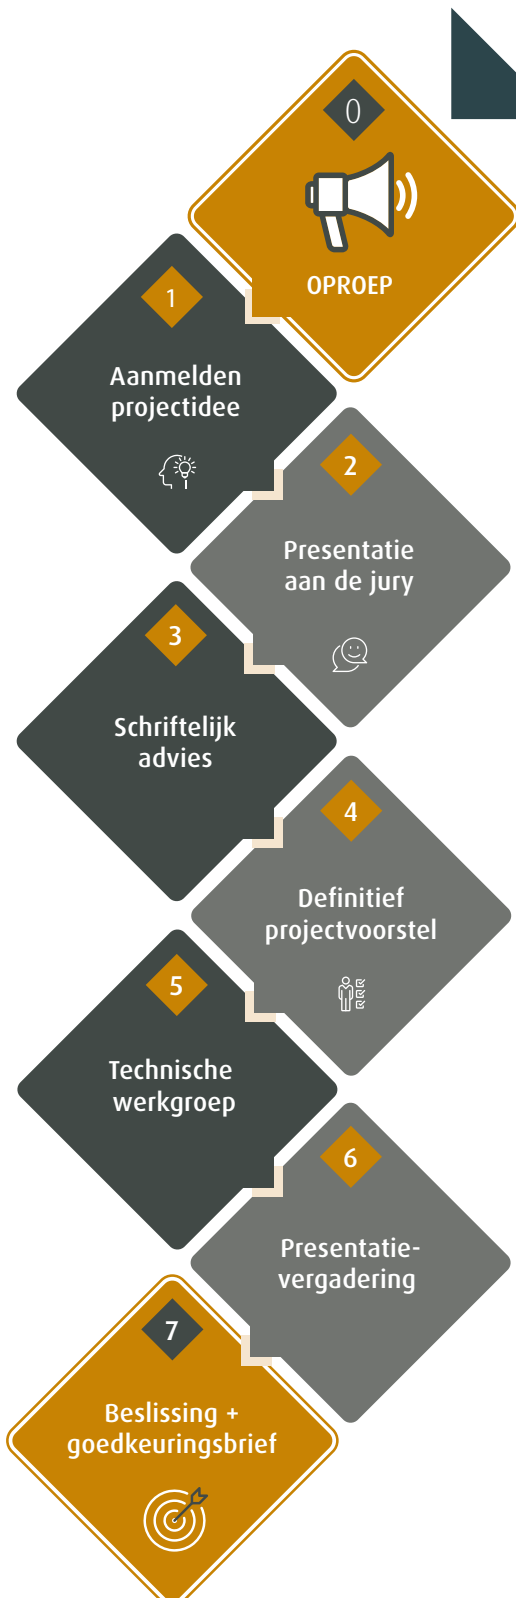 0
OPROEP
1
Aanmelden
projectidee
2
Presentatie
aan de jury
3
Schriftelijk
advies
4
Definitief
projectvoorstel
5
Technische
werkgroep
6
Presentatie-
vergadering
7
Beslissing +
goedkeuringsbrief